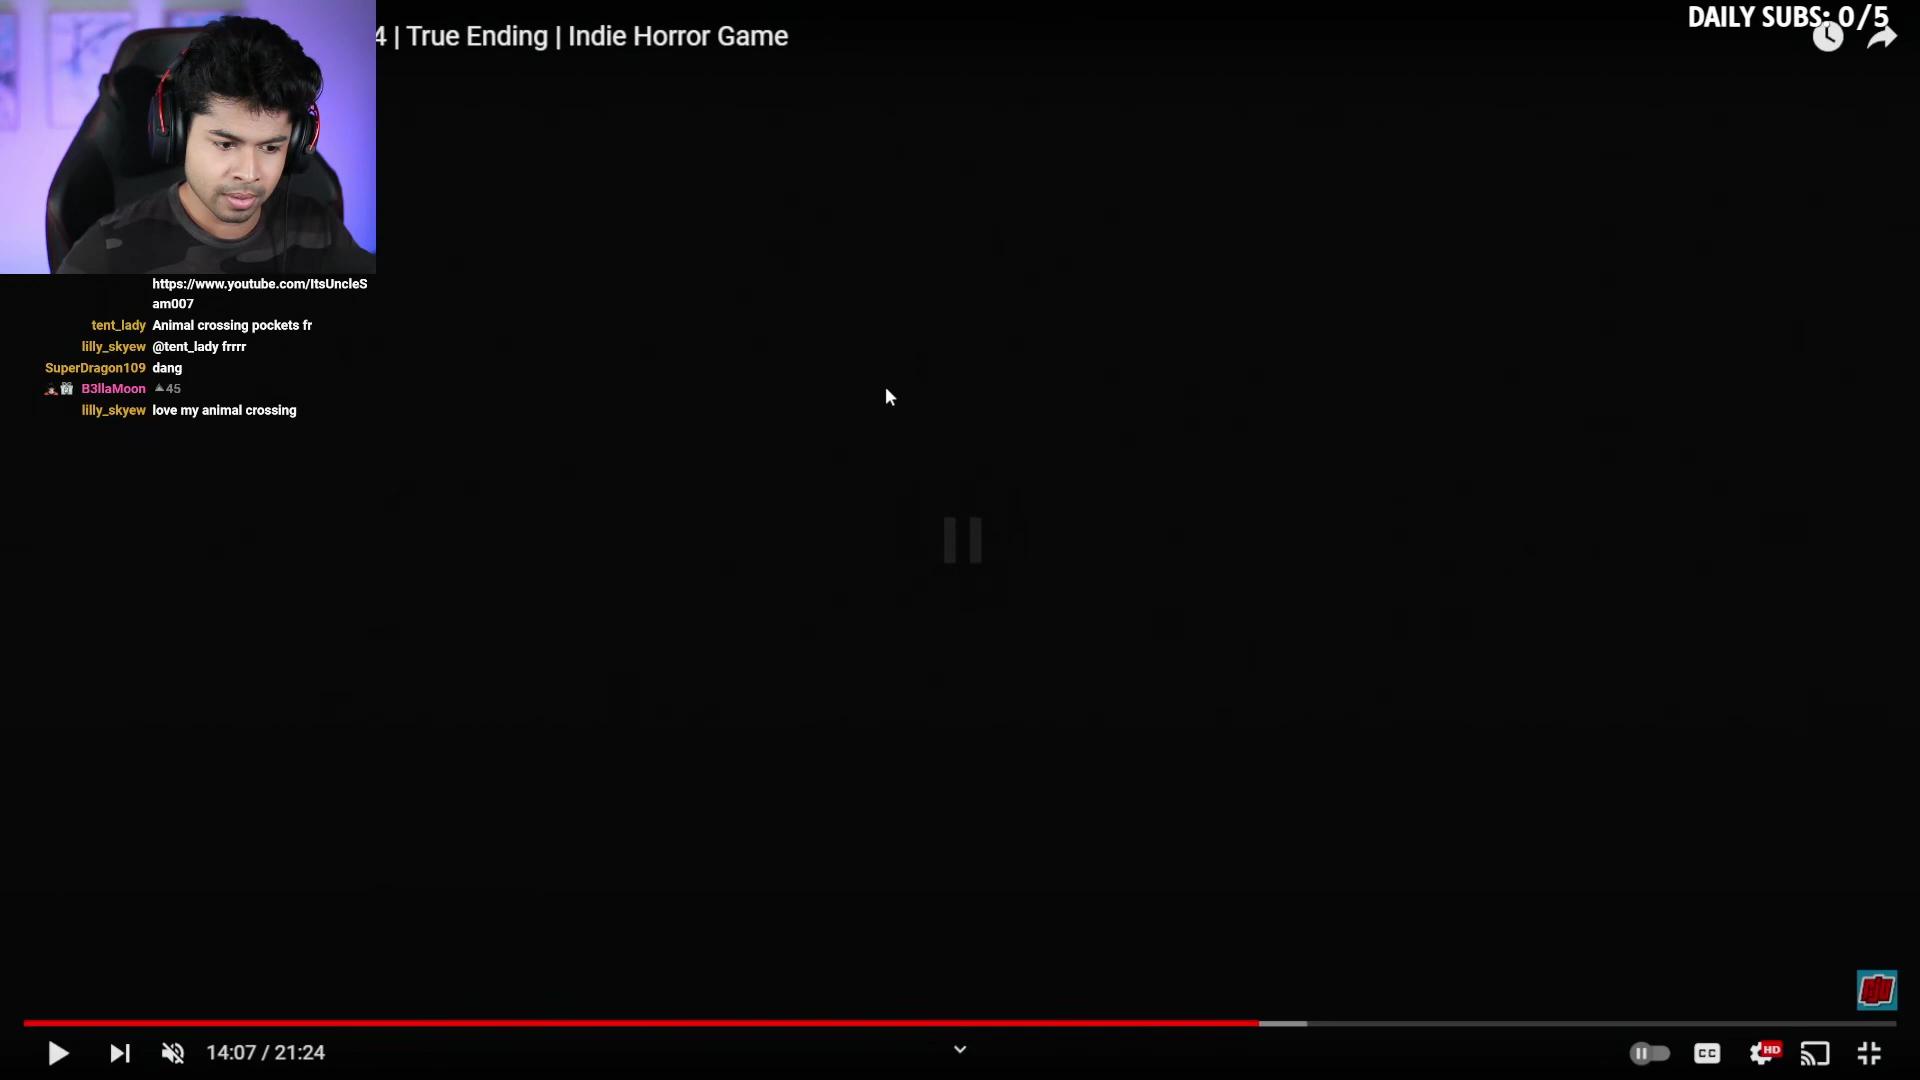 DAILY SUBS: 0/5
4 | True Ending | Indie Horror Game
https://www.youtube.com/ItsUncleS
am007
tent_lady Animal crossing pockets fr
lilly_skyew @tent_lady frrrr
SuperDragon109 dang
B3llaMoon 45
lilly_skyew love my animal crossing
14:07 / 21:24
CC
HD